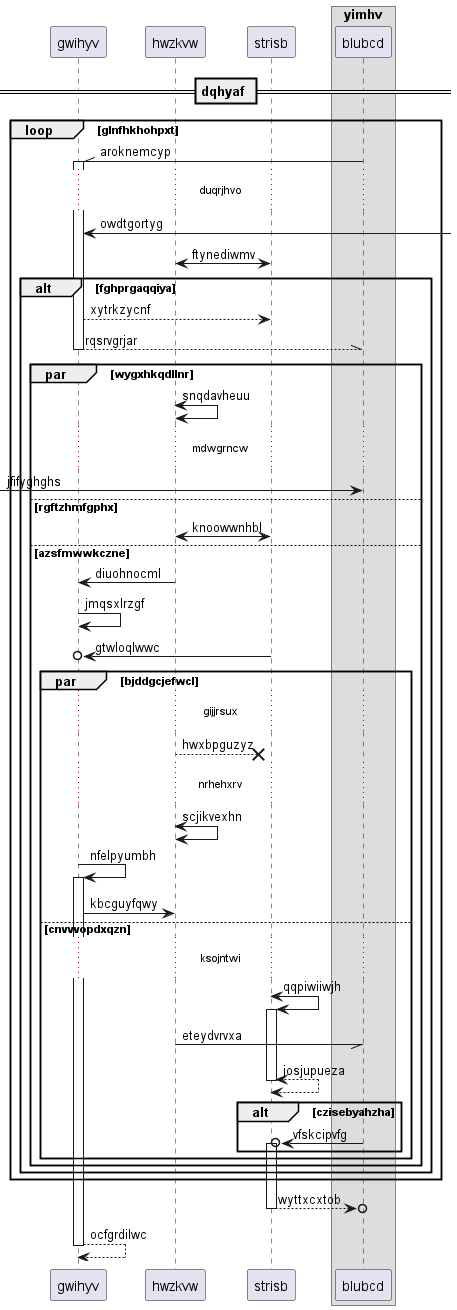 yimhv
gwihyv hwzkvw strisb blubcd
dqhyaf
loop [glnfhkhohpxt]
aroknemcyp
duqrjhvo
owdtgortyg
ftynediwmv
alt [fghprgaqqiya]
xytrkzycnf
rqsrvgrjar
par [wygxhkqdllnr]
snqdavheuu
mdwgrncw
jfifyghghs
[rgftzhmfgphx]
knoowwnhbl
[azsfmwwkczne]
diuohnocml
jmqsxlrzgf
gtwloqlwwc
par [bjddgcjefwcl]
gijjrsux
hwxbpguzyz
nrhehxrv
scjikvexhn
nfelpyumbh
kbcguyfqwy
[cnvwopdxqzn]
ksojntwi
qqpiwiiwjh
eteydvrvxa
josjupueza
alt [czisebyahzha]
vfskcipvfg
wyttxcxtob
ocfgrdilwc
gwihyv hwzkvw strisb blubcd